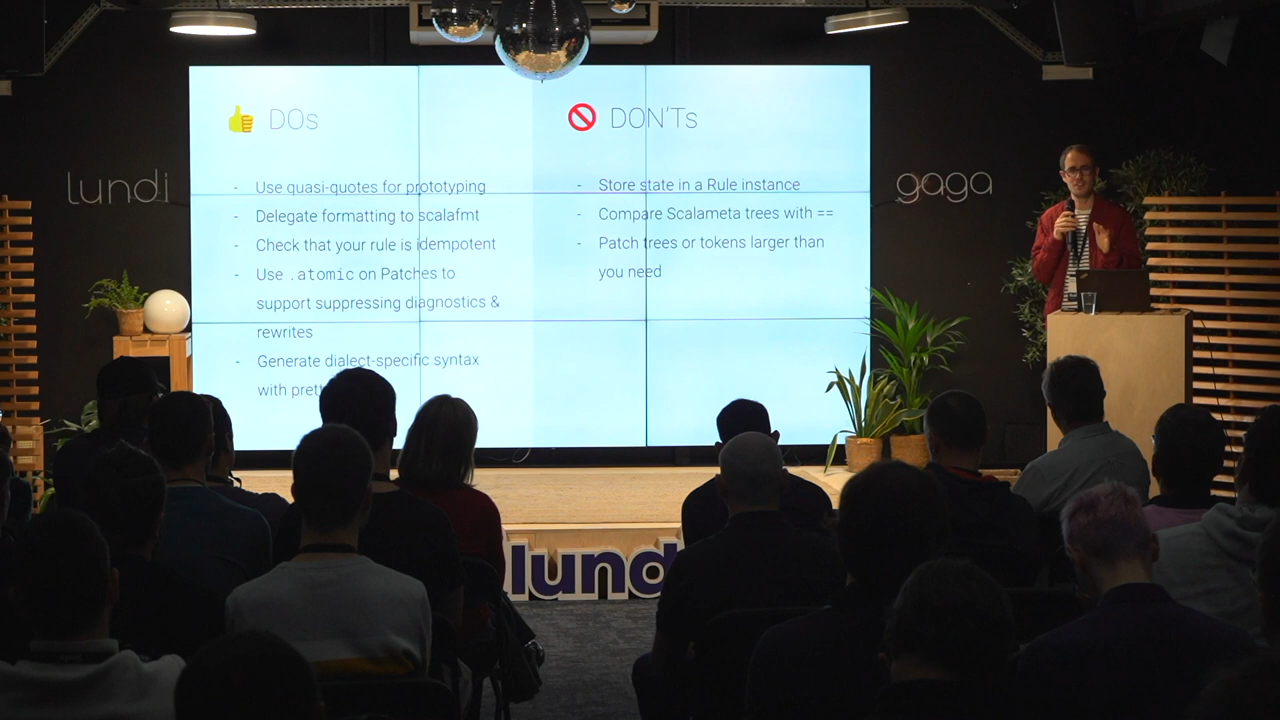 DOs
- Use quasi-quotes for prototyping
- Delegate formatting to scalafmt
- Check that your rule is idempotent
- Use .atomic on Patches to
support suppressing diagnostics &
rewrites
- Generate dialect-specific syntax
with
DON'Ts
- Store state in a Rule instance
- Compare Scalameta trees with ==
- Patch trees or tokens larger than
you need
lundi
gaga